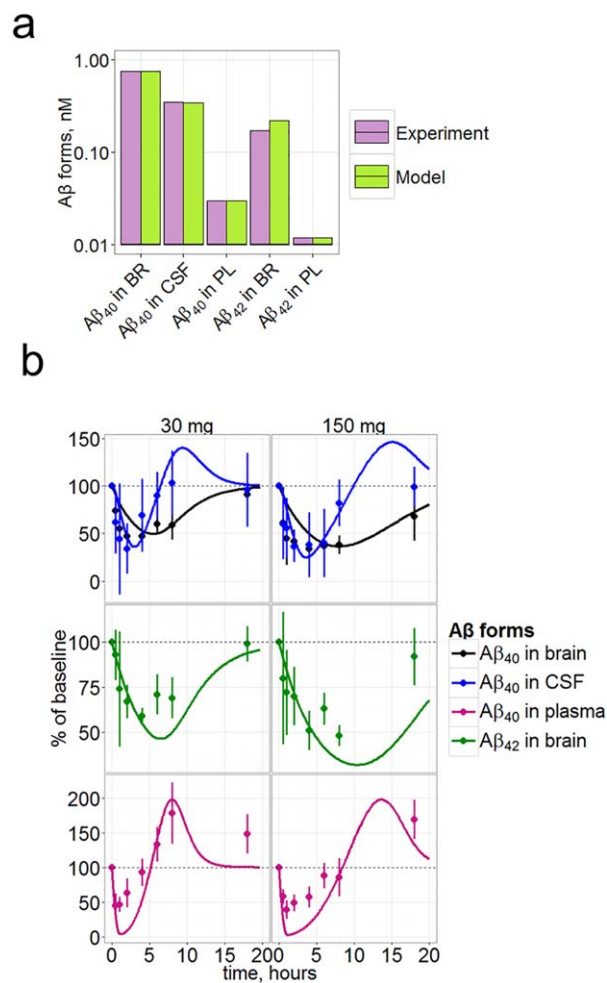 a
1.00
0.10
0.01
Aβ forms, nM
Aβ₄₀ in BR
Aβ₄₀ in CSF
Aβ₄₀ in PL
Aβ₄₂ in BR
Aβ₄₂ in PL
Experiment
Model
b
30 mg
150 mg
150
100
50
0
100
75
50
200
150
100
50
0
% of baseline
0 5 10 15 20 0 5 10 15 20
time, hours
Aβ forms
Aβ₄₀ in brain
Aβ₄₀ in CSF
Aβ₄₀ in plasma
Aβ₄₂ in brain